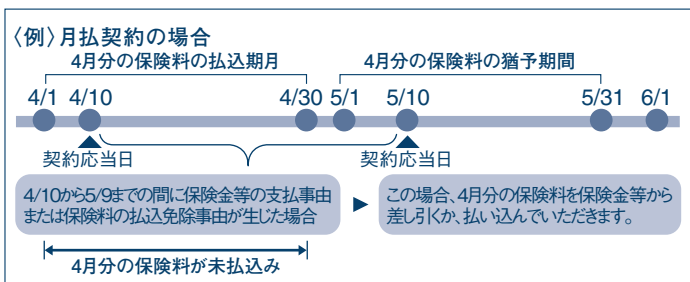 〈例〉月払契約の場合
4月分の保険料の払込期月 4月分の保険料の猶予期間
4/1 4/10 4/30 5/1 5/10 5/31 6/1
契約応当日 契約応当日
4/10から5/9までの間に保険金等の支払事由
または保険料の払込免除事由が生じた場合
この場合、4月分の保険料を保険金等から
差し引くか、払い込んでいただきます。
4月分の保険料が未払込み